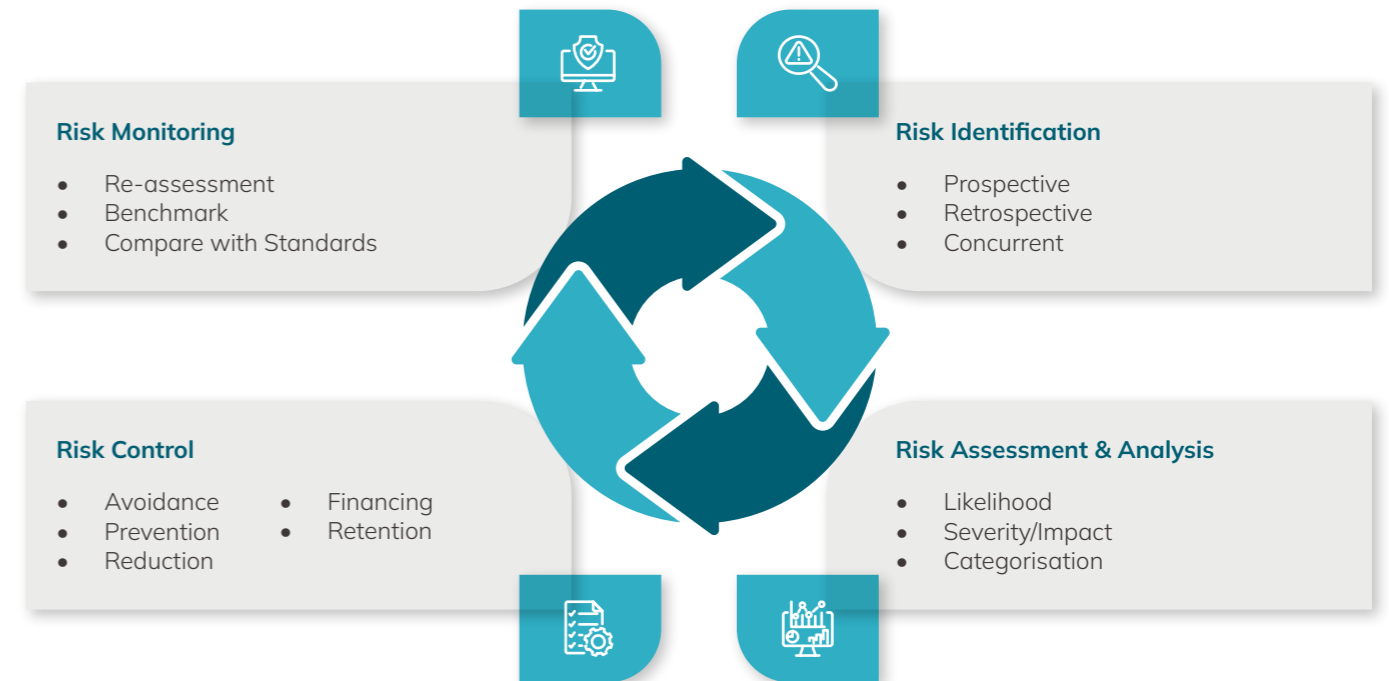 Risk Monitoring
Re-assessment
Benchmark
Compare with Standards
Risk Identification
Prospective
Retrospective
Concurrent
Risk Control
Avoidance
Prevention
Reduction
Financing
Retention
Risk Assessment & Analysis
Likelihood
Severity/Impact
Categorisation